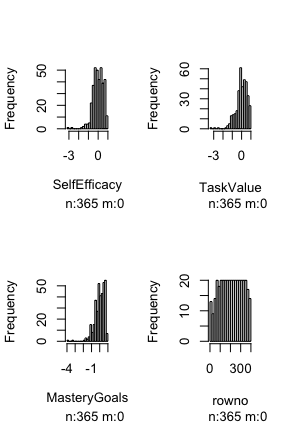 Frequency
0 20 50
-3 0
SelfEfficacy
n:365 m:0
Frequency
0 30 60
-3 0
TaskValue
n:365 m:0
Frequency
0 20 50
-4 -1
MasteryGoals
n:365 m:0
Frequency
0 10 20
0 300
rowno
n:365 m:0